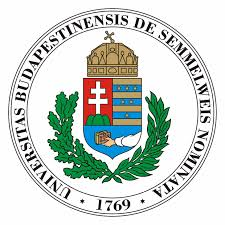 UNIVERSITAS BUDAPESTINENSIS DE SEMMELWEIS NOMINATA
1769